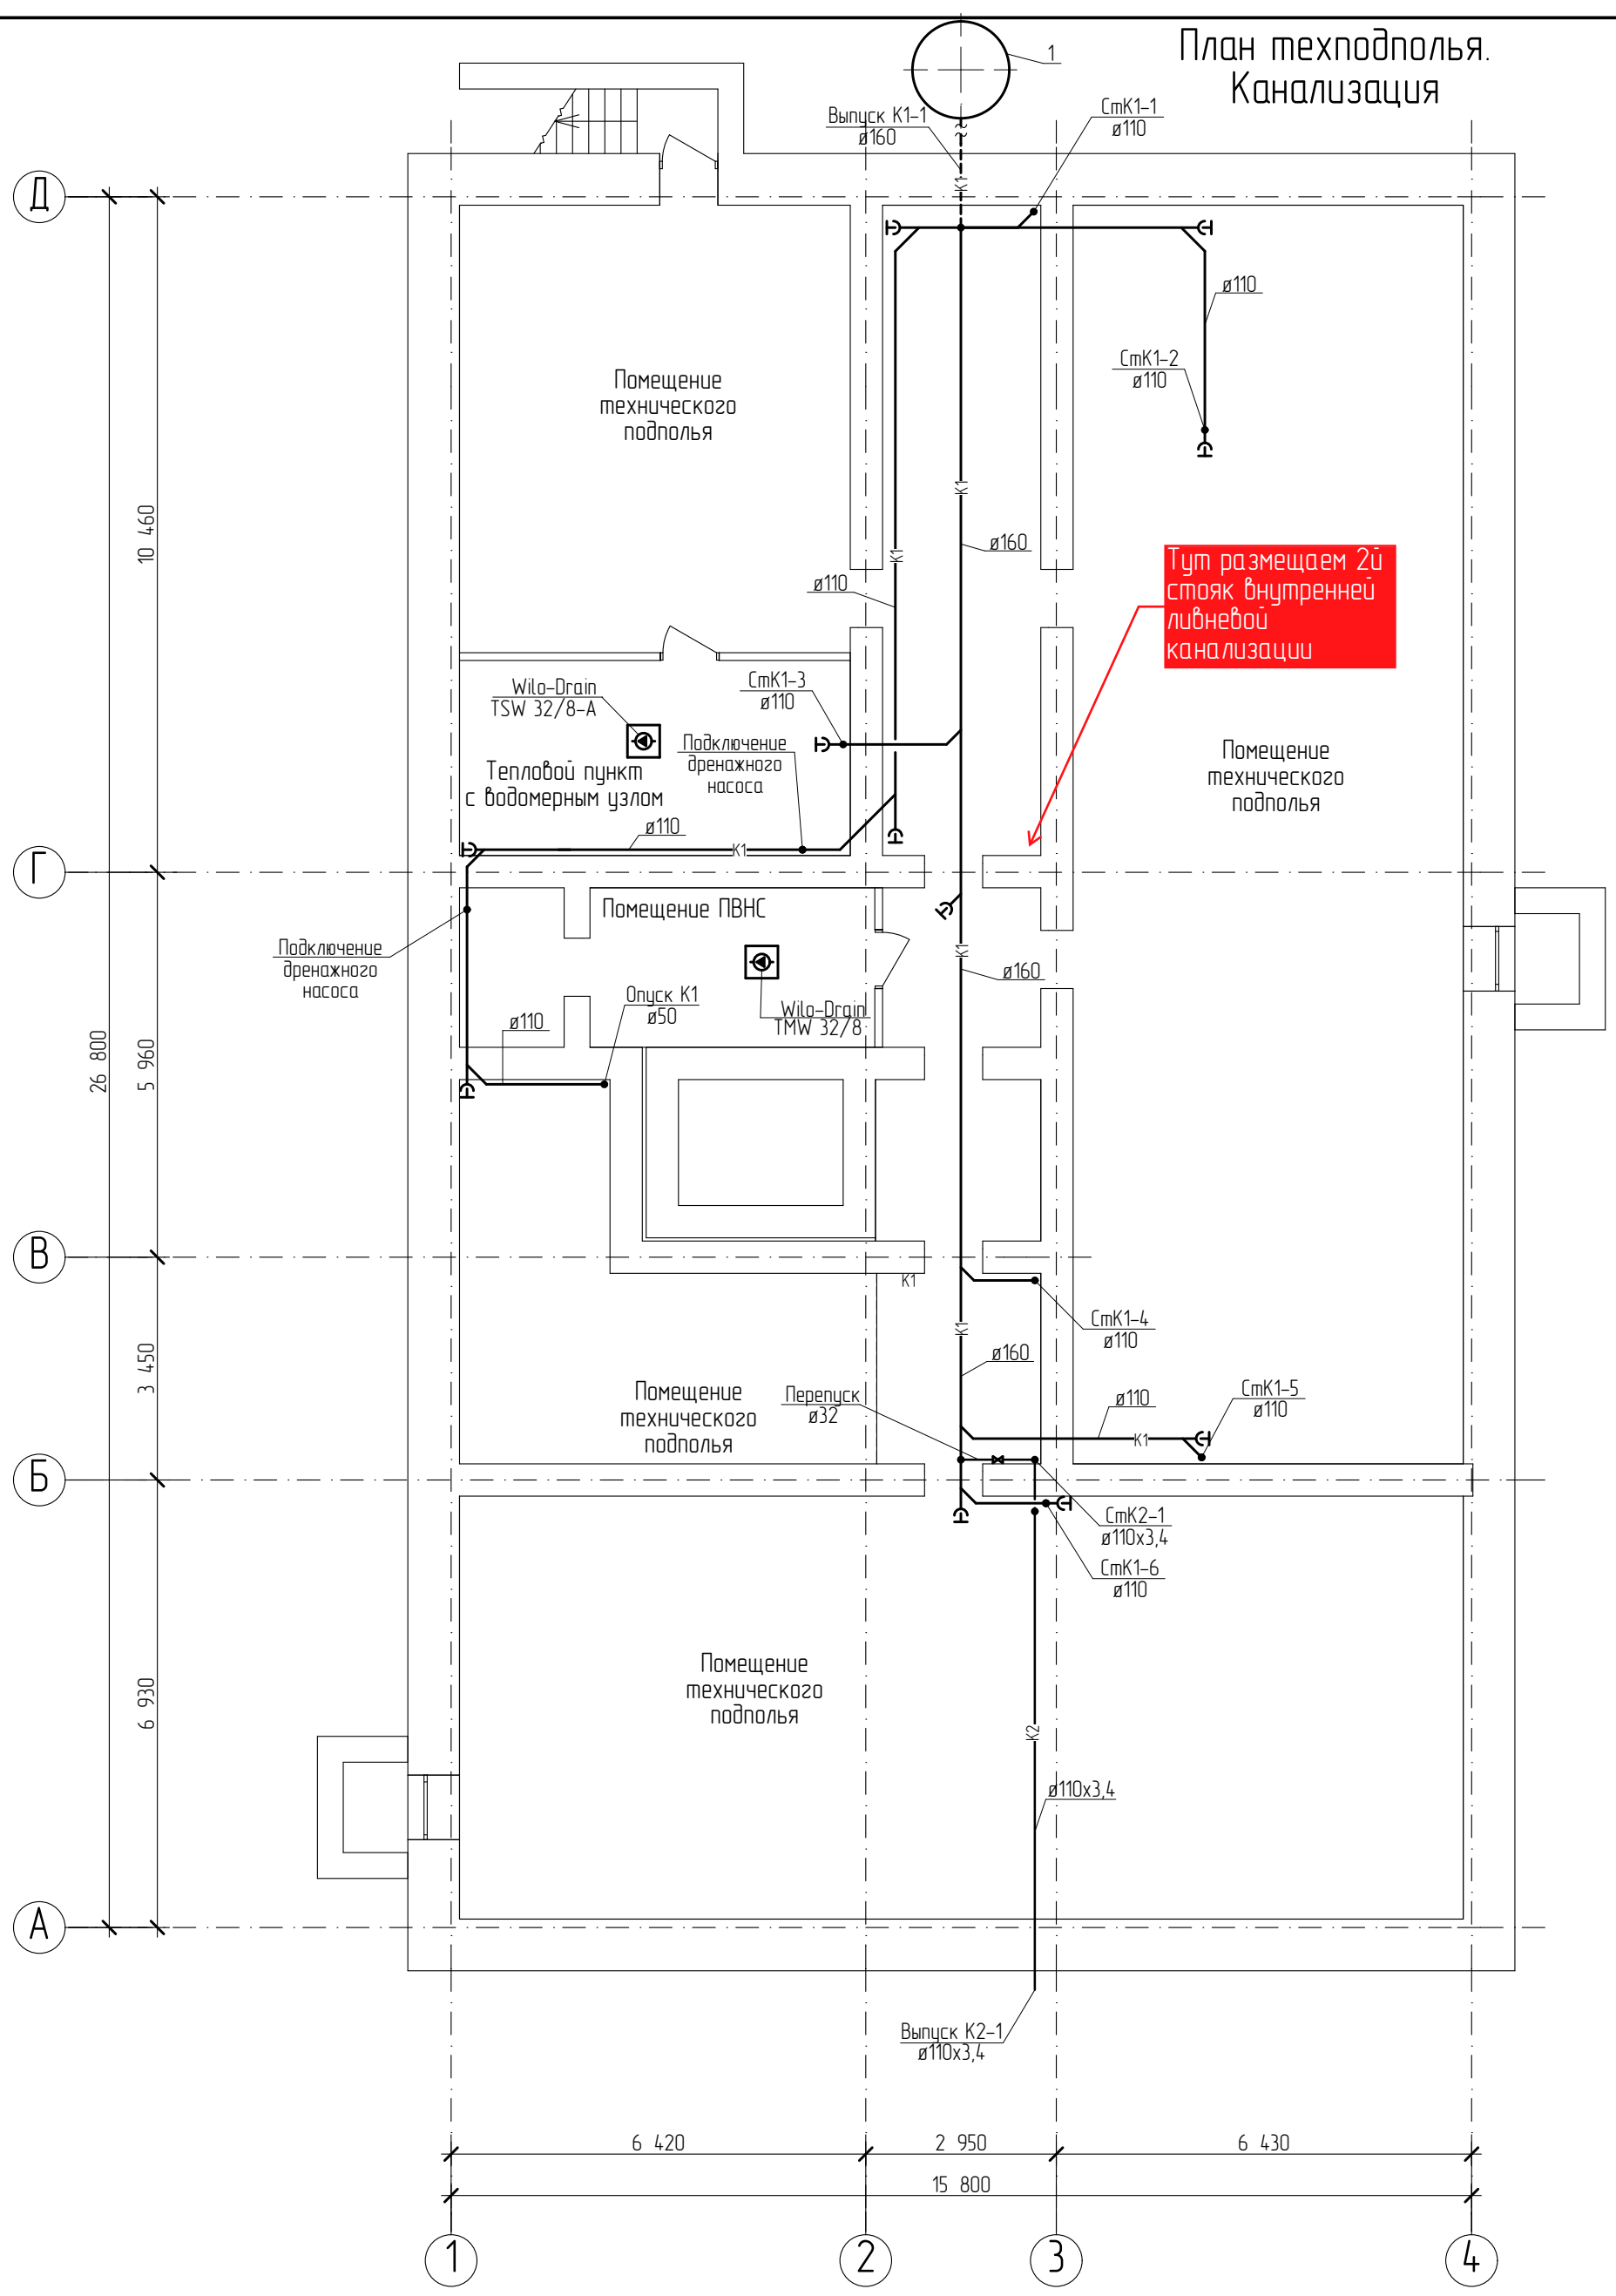 План техподполья.
Канализация
1
Выпуск К1-1
ø160
СтК1-1
ø110
К1
Д
ø110
СтК1-2
ø110
Помещение
технического
подполья
10 460
К1
К1
ø160
ø110
Тут размещаем 2й
стояк внутренней
ливневой
канализации
Wilo-Drain
TSW 32/8-A
СтК1-3
ø110
Подключение
дренажного
насоса
Тепловой пункт
с водомерным узлом
Помещение
технического
подполья
ø110
К1
Г
Помещение ПВНС
Подключение
дренажного
насоса
К1
ø160
Опуск К1
ø50
ø110
Wilo-Drain
TMW 32/8
26 800
5 960
В
К1
СтК1-4
ø110
К1
ø160
3 450
Помещение
технического
подполья
Перепуск
ø32
ø110
СтК1-5
ø110
К1
Б
СтК2-1
ø110х3,4
СтК1-6
ø110
Помещение
технического
подполья
6 930
К2
ø110х3,4
А
Выпуск К2-1
ø110х3,4
6 420
2 950
6 430
15 800
1
2
3
4